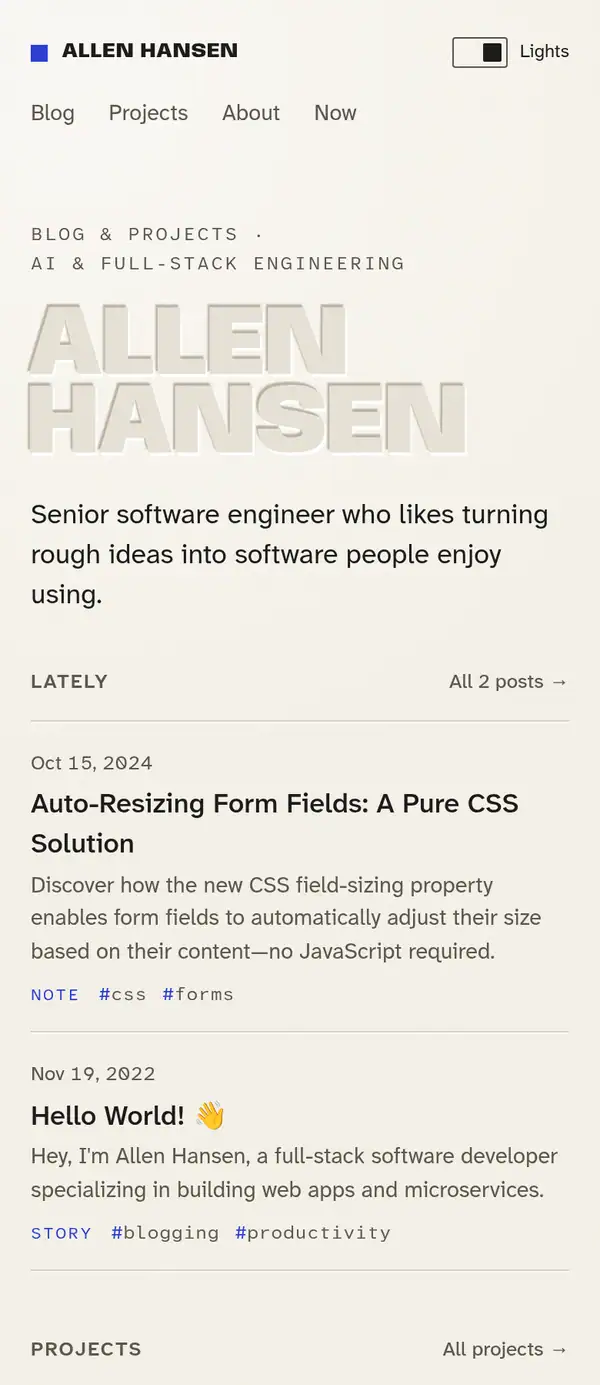 ALLEN HANSEN
Lights
Blog Projects About Now
BLOG & PROJECTS ·
AI & FULL-STACK ENGINEERING
ALLEN
HANSEN
Senior software engineer who likes turning
rough ideas into software people enjoy
using.
LATELY
All 2 posts →
Oct 15, 2024
Auto-Resizing Form Fields: A Pure CSS
Solution
Discover how the new CSS field-sizing property
enables form fields to automatically adjust their size
based on their content—no JavaScript required.
NOTE #css #forms
Nov 19, 2022
Hello World! 👋
Hey, I'm Allen Hansen, a full-stack software developer
specializing in building web apps and microservices.
STORY #blogging #productivity
PROJECTS
All projects →